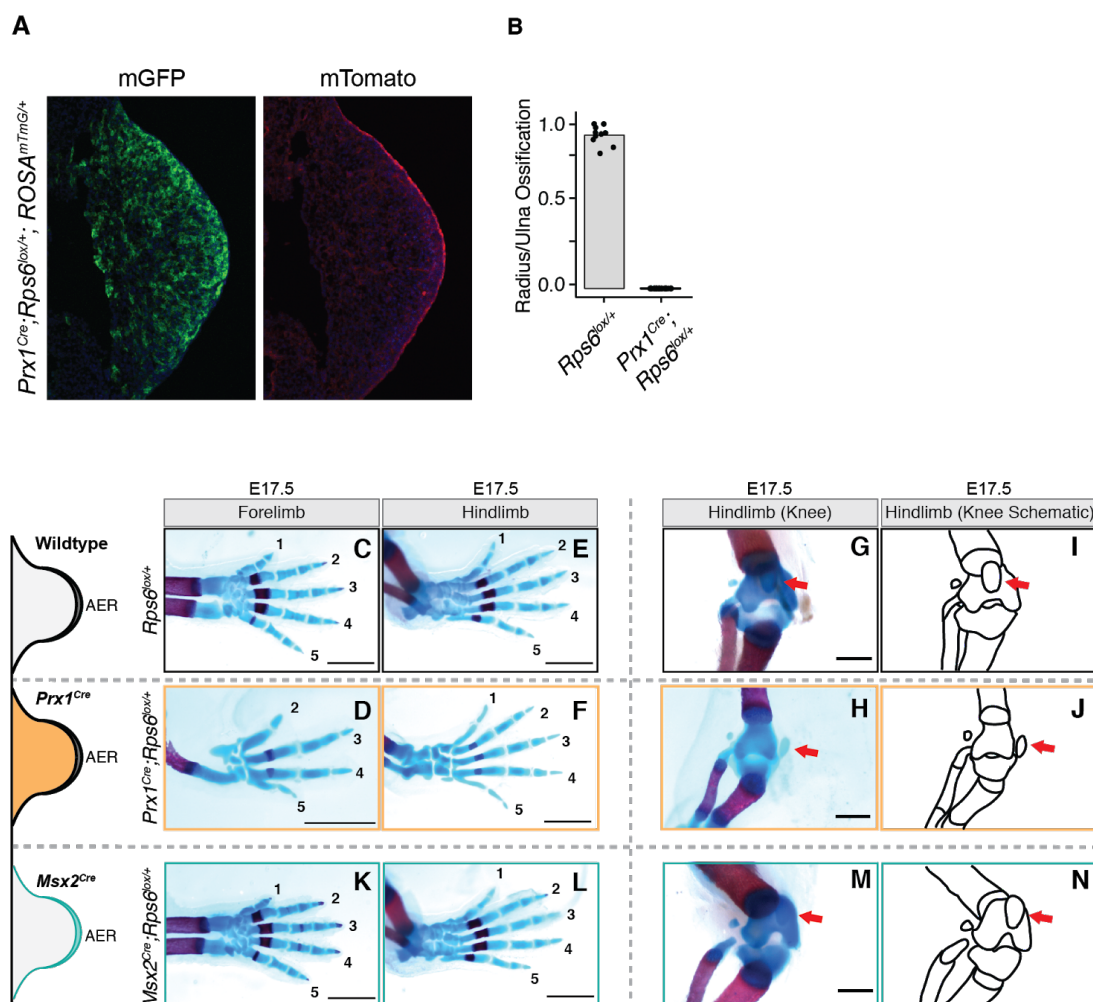 A
B
mGFP
mTomato
Prx1Cre;Rps6lox/+; ROSAmTmG/+
Radius/Ulna Ossification
1.0
0.5
0.0
Rps6lox/+
Prx1Cre;
Rps6lox/+
E17.5
E17.5
E17.5
E17.5
Forelimb
Hindlimb
Hindlimb (Knee)
Hindlimb (Knee Schematic)
Wildtype
AER
Rps6lox/+
C
1
2
3
4
5
E
1
2
3
4
5
G
I
Prx1Cre
AER
Prx1Cre;Rps6lox/+
D
2
3
4
5
F
1
2
3
4
5
H
J
Msx2Cre
AER
Msx2Cre;Rps6lox/+
K
1
2
3
4
5
L
1
2
3
4
5
M
N